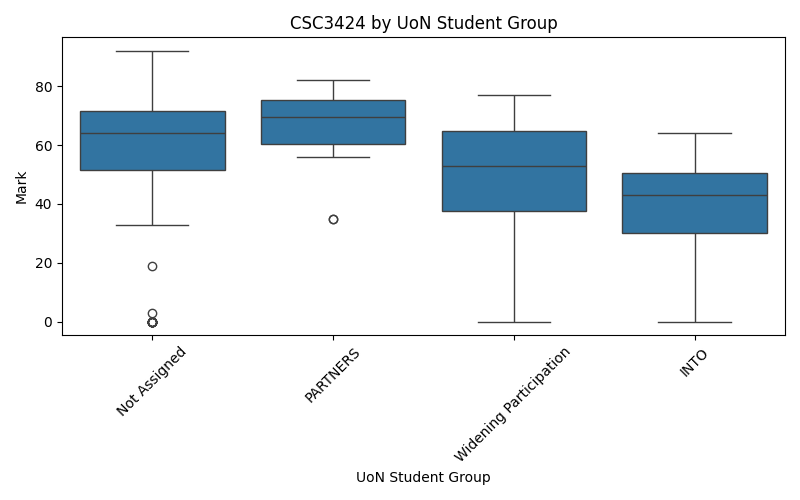 CSC3424 by UoN Student Group
Mark
80
60
40
20
0
Not Assigned
PARTNERS
Widening Participation
INTO
UoN Student Group